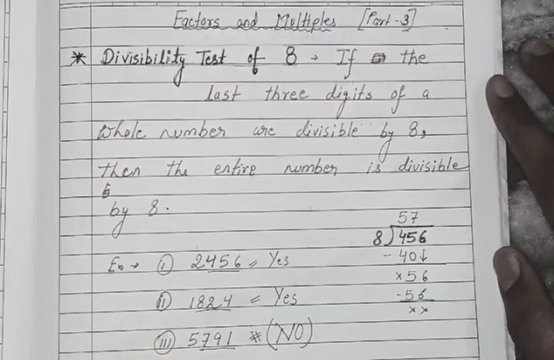 Factors and Multiples [Part-3]
* Divisibility Test of 8 → If the
last three digits of a
whole number are divisible by 8,
then the entire number is divisible
by 8.
57
8)456
- 40↓
×56
-56
××
Ex → (i) 2456 = Yes
(ii) 1824 = Yes
(iii) 5791 * (NO)